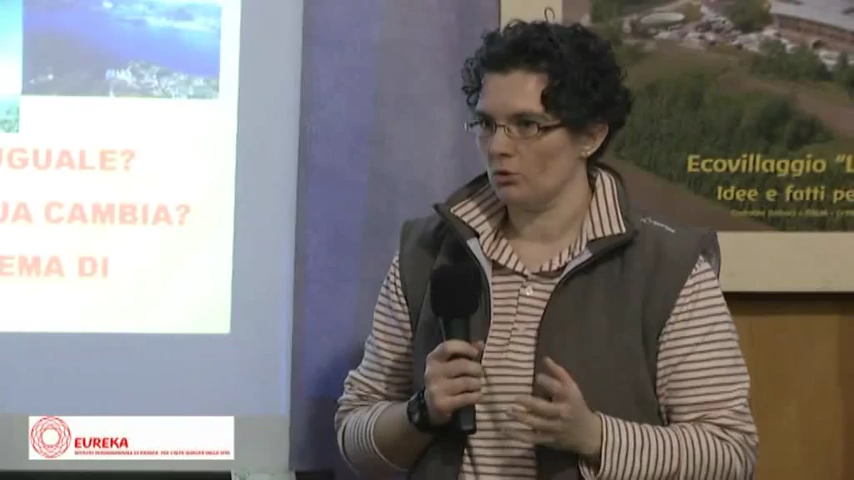 UGUALE?
UA CAMBIA?
EMA DI
Ecovillaggio "L
Idee e fatti pe
EUREKA